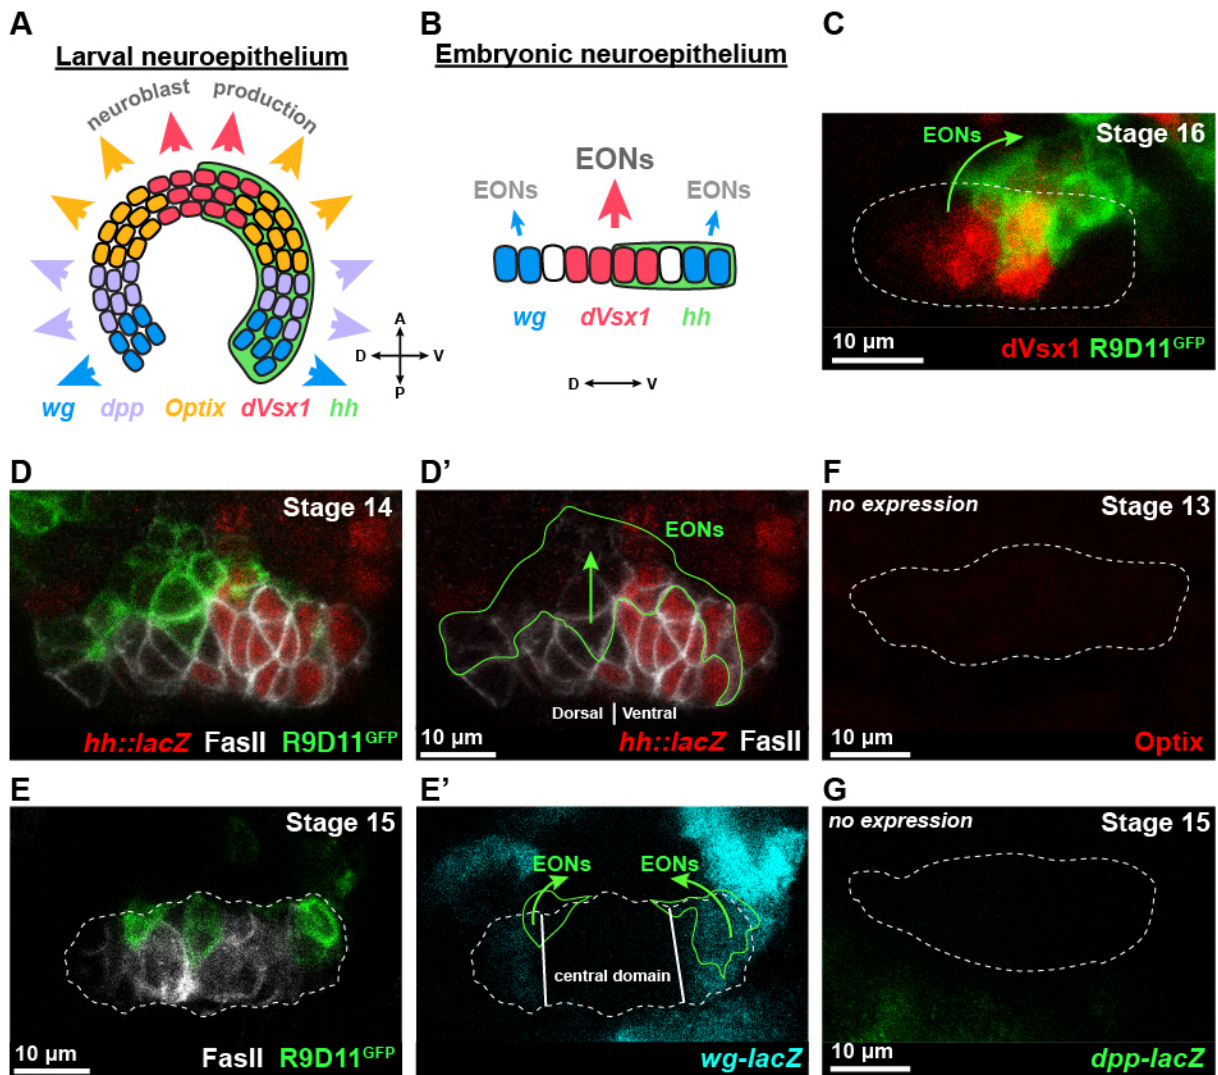 A
Larval neuroepithelium
neuroblast production
A
D V
P
wg dpp Optix dVsx1 hh
B
Embryonic neuroepithelium
EONs
EONs EONs
wg dVsx1 hh
D V
C
Stage 16
EONs
10 µm
dVsx1 R9D11GFP
D
Stage 14
hh::lacZ FasII R9D11GFP
D'
EONs
Dorsal | Ventral
10 µm
hh::lacZ FasII
F
no expression
Stage 13
10 µm
Optix
E
Stage 15
10 µm
FasII R9D11GFP
E'
EONs EONs
central domain
wg-lacZ
G
no expression
Stage 15
10 µm
dpp-lacZ